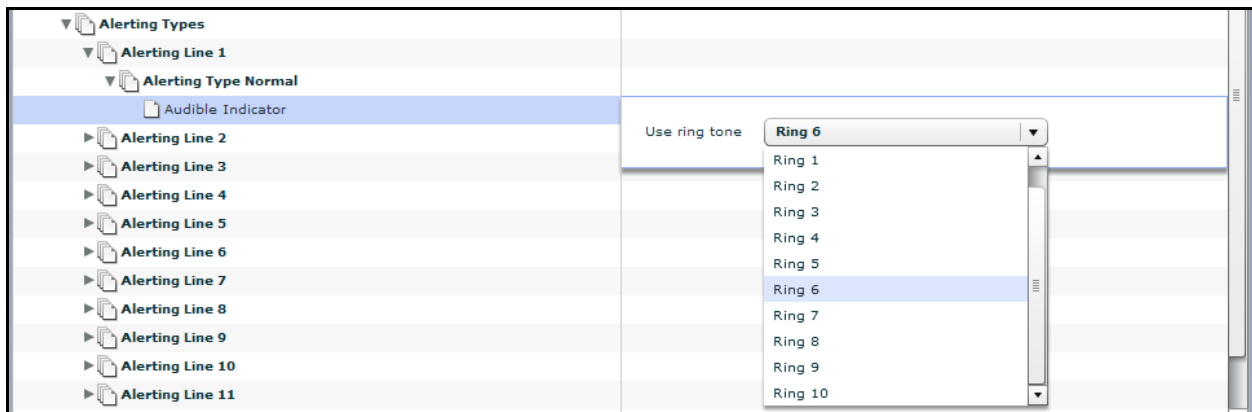 Alerting Types
Alerting Line 1
Alerting Type Normal
Audible Indicator
Alerting Line 2
Alerting Line 3
Alerting Line 4
Alerting Line 5
Alerting Line 6
Alerting Line 7
Alerting Line 8
Alerting Line 9
Alerting Line 10
Alerting Line 11
Use ring tone Ring 6
Ring 1
Ring 2
Ring 3
Ring 4
Ring 5
Ring 6
Ring 7
Ring 8
Ring 9
Ring 10